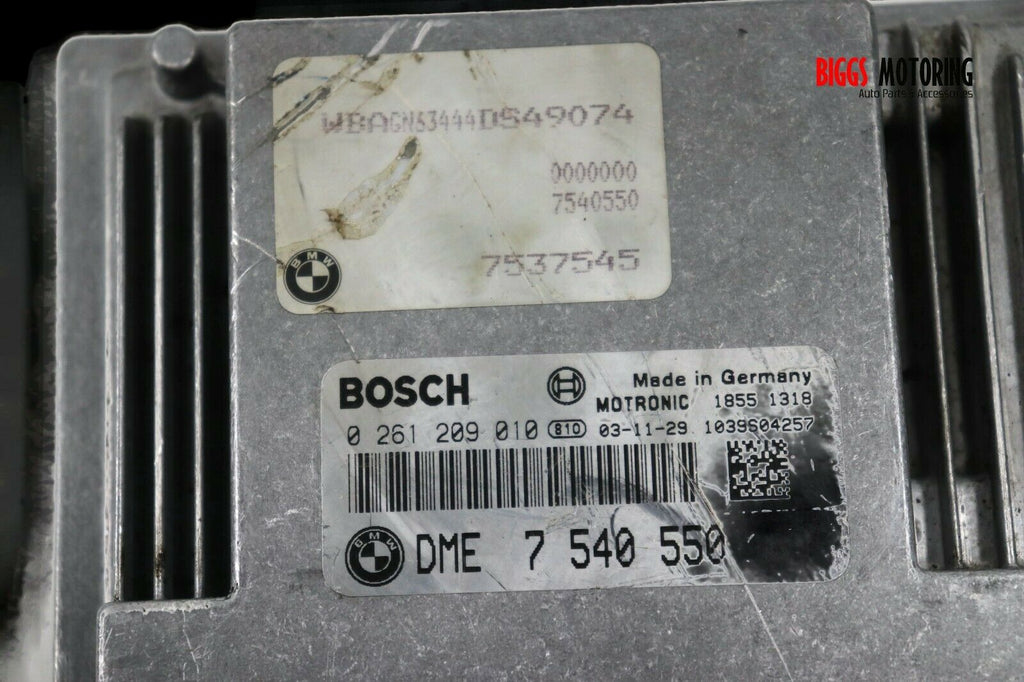 BIGGS MOTORING
Auto Parts & Accessories
WBAGN63444DS49074
0000000
7540550
BMW
7537545
BOSCH
Made in Germany
MOTRONIC 1855 1318
0 261 209 010 810 03-11-29 1039S04257
BMW
DME 7 540 550